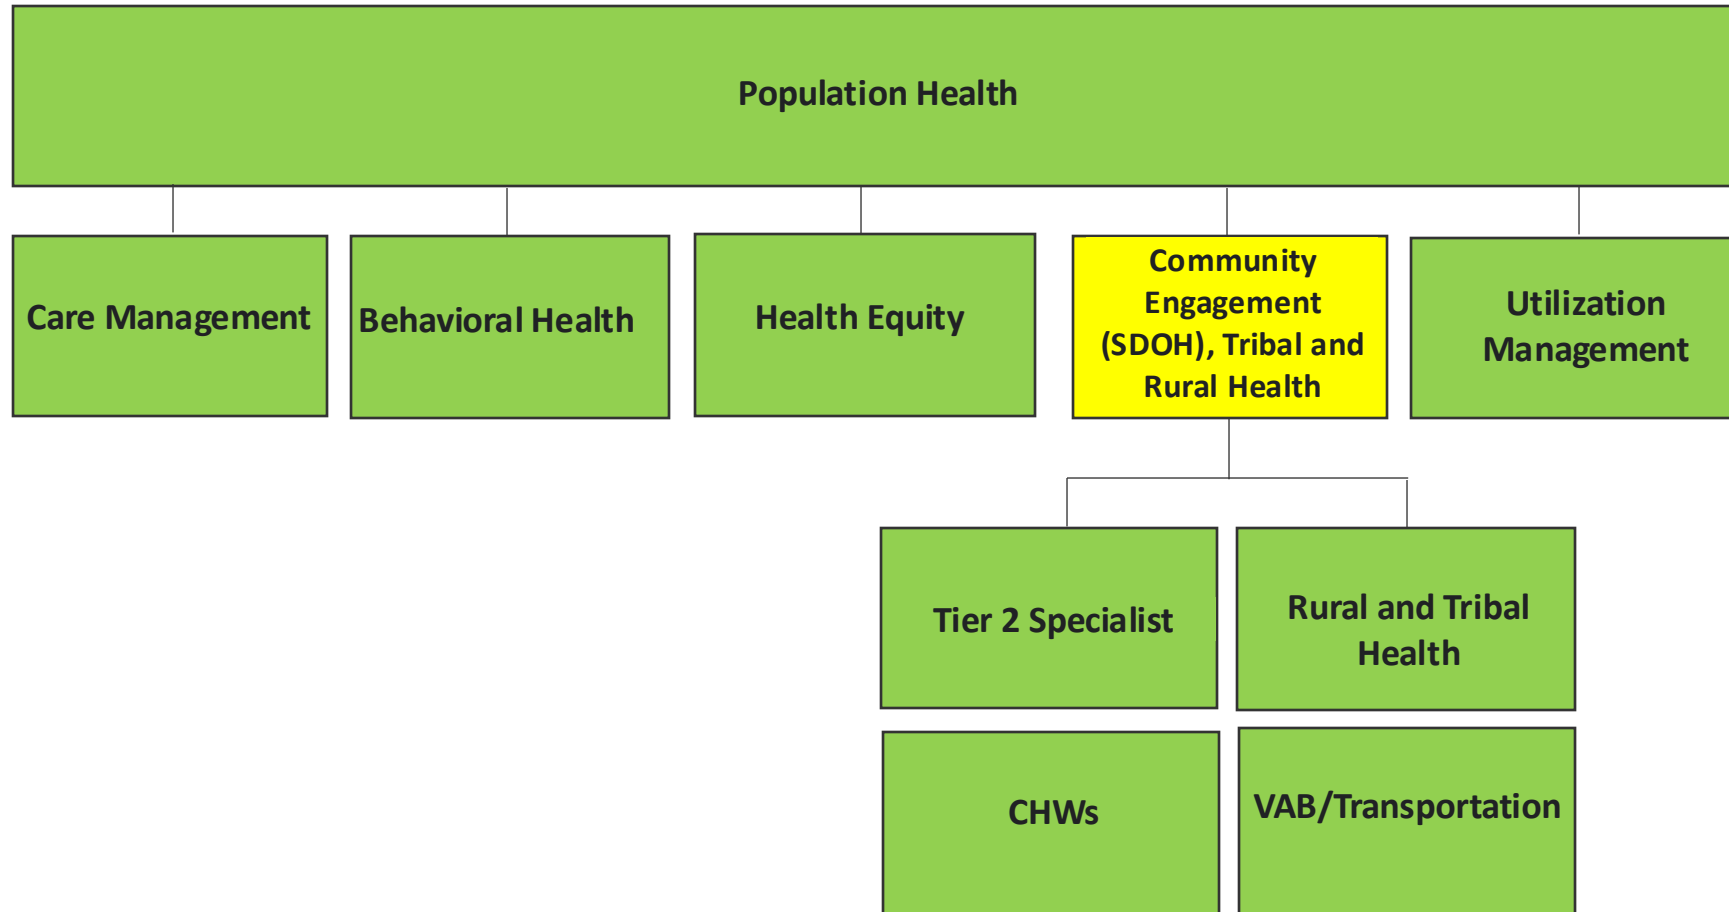 Population Health
Care Management
Behavioral Health
Health Equity
Community
Engagement
(SDOH), Tribal and
Rural Health
Utilization
Management
Tier 2 Specialist
Rural and Tribal
Health
CHWs
VAB/Transportation